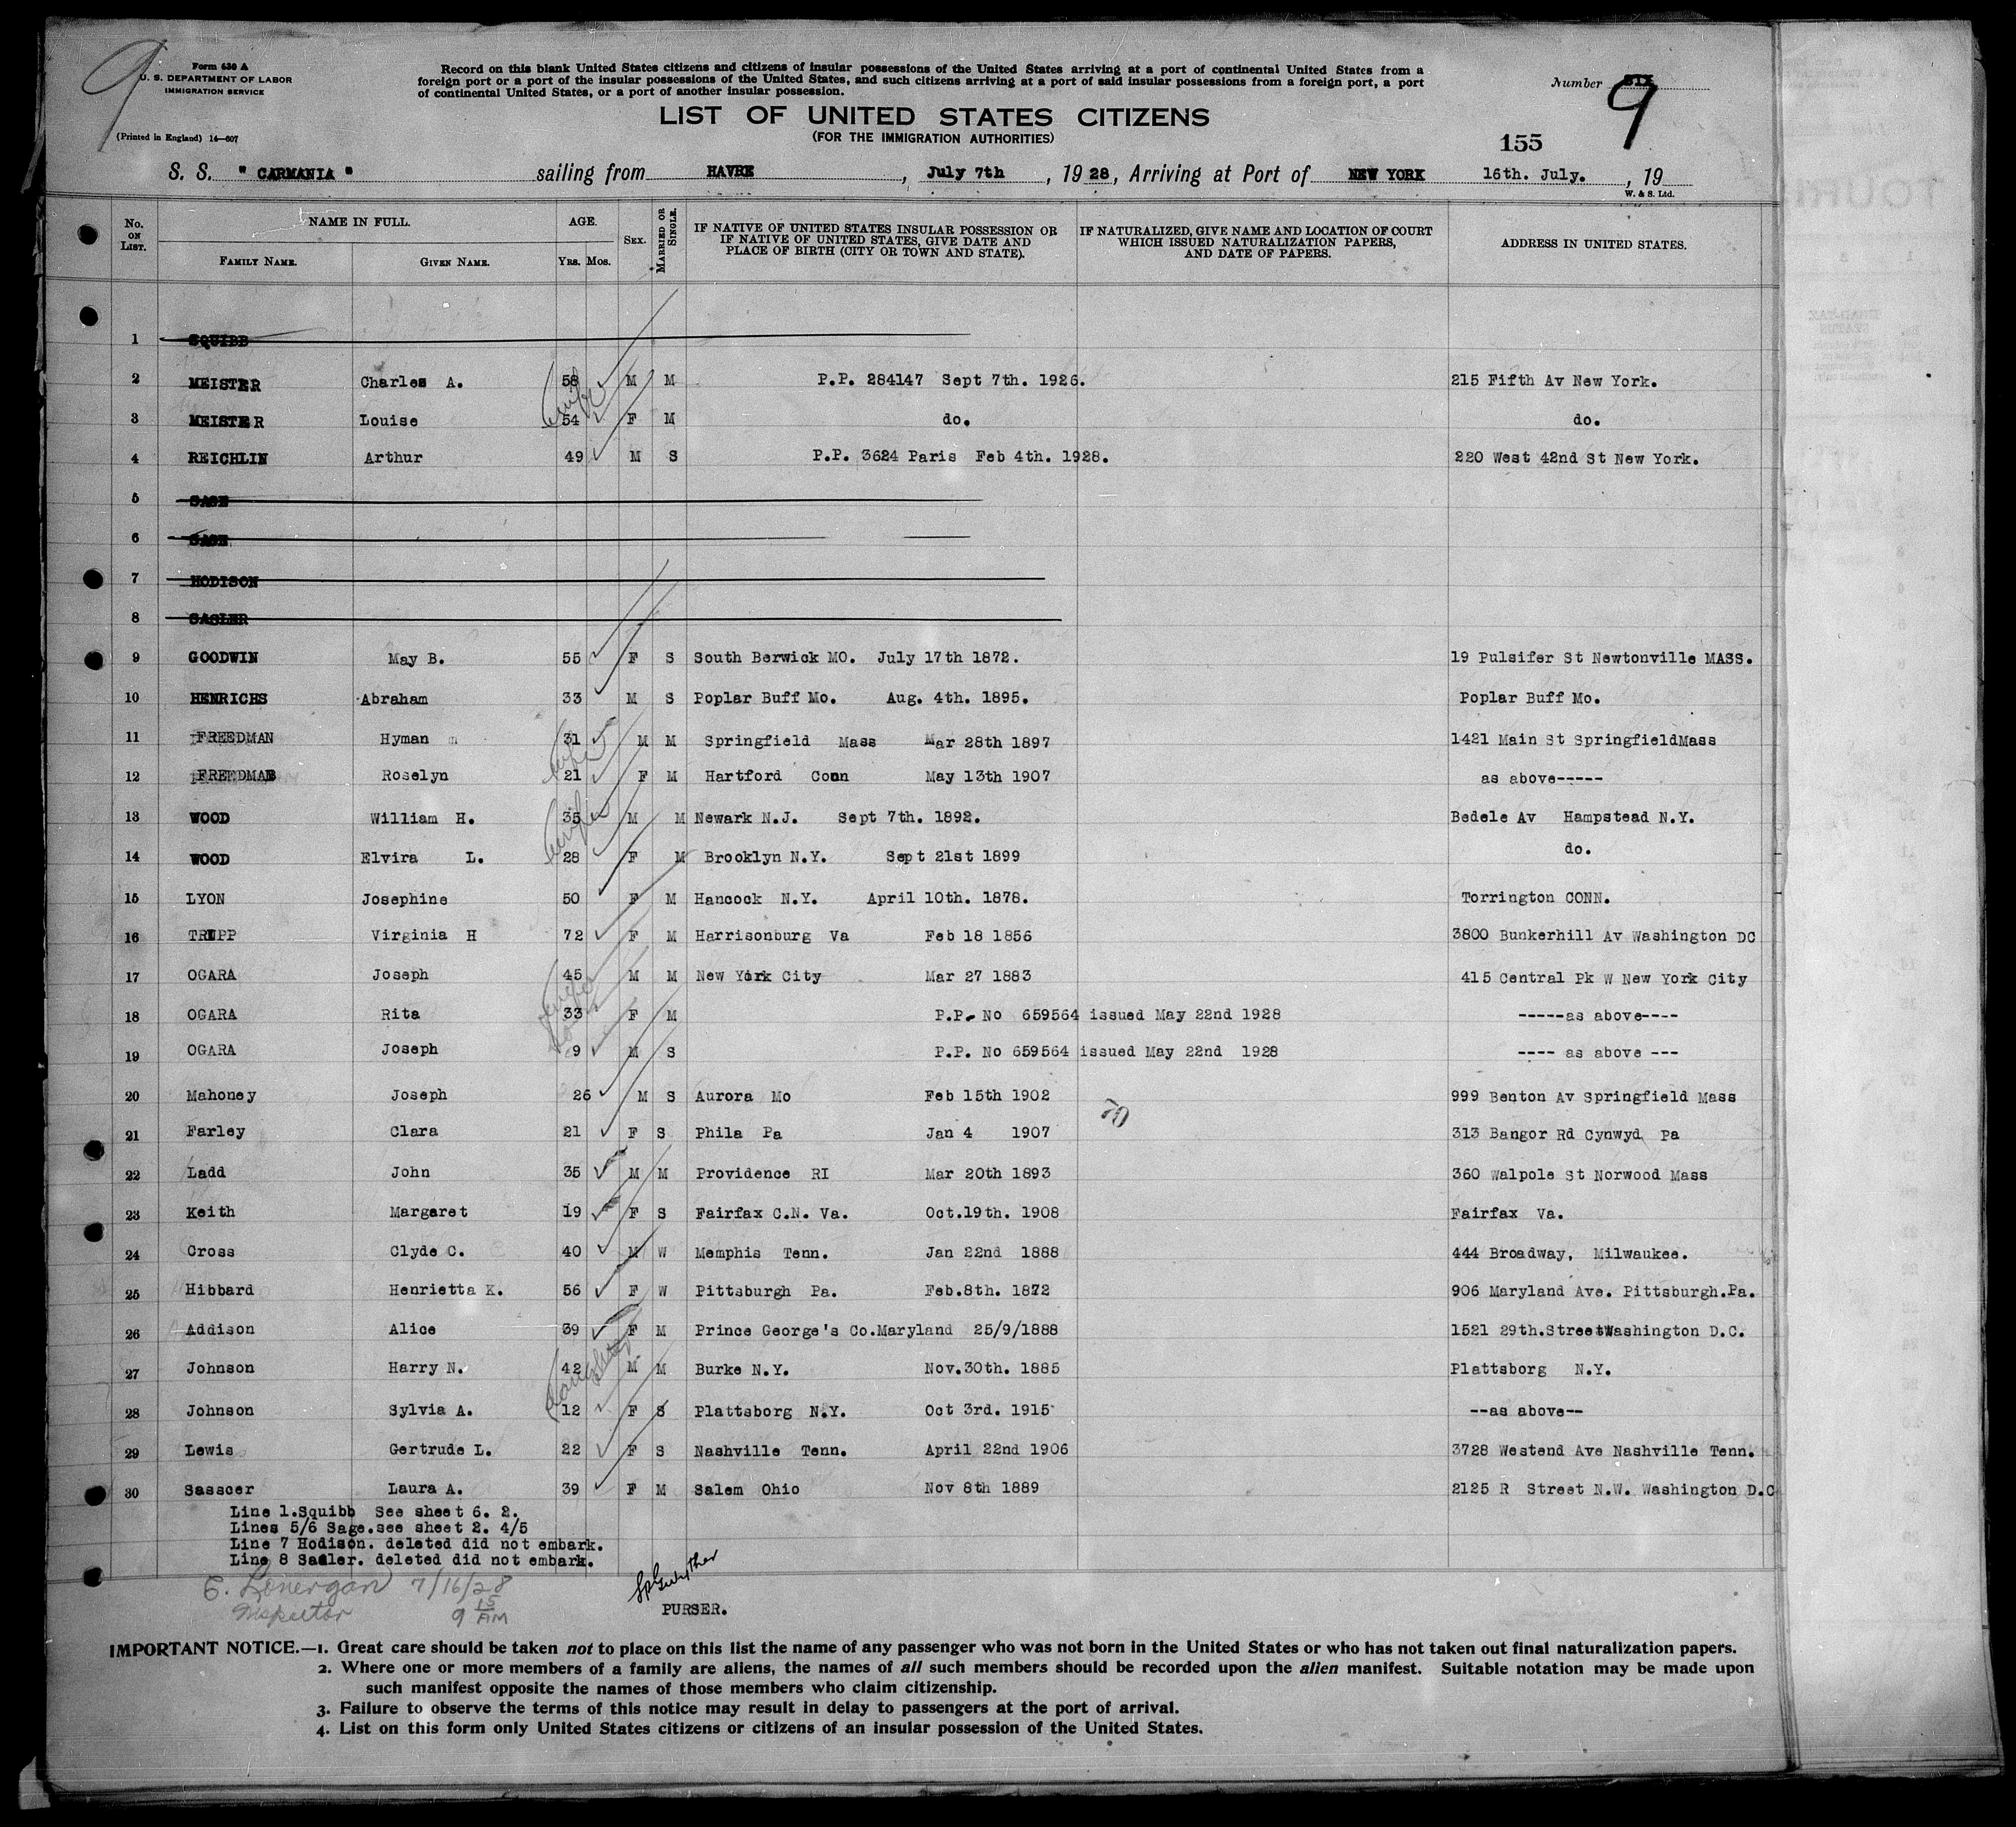 9
Form 630 A
U. S. DEPARTMENT OF LABOR
IMMIGRATION SERVICE
(Printed in England) 14—607
Record on this blank United States citizens and citizens of insular possessions of the United States arriving at a port of continental United States from a
foreign port or a port of the insular possessions of the United States, and such citizens arriving at a port of said insular possessions from a foreign port, a port
of continental United States, or a port of another insular possession.
Number 9
LIST OF UNITED STATES CITIZENS
(FOR THE IMMIGRATION AUTHORITIES)
155
S. S. " CARMANIA " sailing from HAVRE, July 7th, 1928, Arriving at Port of NEW YORK 16th. July., 19
W. & S. Ltd.
No. ON LIST. NAME IN FULL. FAMILY NAME. GIVEN NAME. AGE. YRS. MOS. SEX. MARRIED OR SINGLE. IF NATIVE OF UNITED STATES INSULAR POSSESSION OR IF NATIVE OF UNITED STATES, GIVE DATE AND PLACE OF BIRTH (CITY OR TOWN AND STATE). IF NATURALIZED, GIVE NAME AND LOCATION OF COURT WHICH ISSUED NATURALIZATION PAPERS, AND DATE OF PAPERS. ADDRESS IN UNITED STATES.
1 SQUIBB
2 MEISTER Charles A. 58 M M P.P. 284147 Sept 7th. 1926. 215 Fifth Av New York.
3 MEISTER Louise 54 F M do. do.
4 REICHLIN Arthur 49 M S P.P. 3624 Paris Feb 4th. 1928. 220 West 42nd St New York.
5 SAGE
6 SAGE
7 HODISON
8 SAGLER
9 GOODWIN May B. 55 F S South Berwick MO. July 17th 1872. 19 Pulsifer St Newtonville MASS.
10 HENRICHS Abraham 33 M S Poplar Buff Mo. Aug. 4th. 1895. Poplar Buff Mo.
11 FREEDMAN Hyman 31 M M Springfield Mass Mar 28th 1897 1421 Main St SpringfieldMass
12 FREEDMAN Roselyn 21 F M Hartford Conn May 13th 1907 as above-----
13 WOOD William H. 35 M M Newark N.J. Sept 7th. 1892. Bedele Av Hampstead N.Y.
14 WOOD Elvira L. 28 F M Brooklyn N.Y. Sept 21st 1899 do.
15 LYON Josephine 50 F M Hancock N.Y. April 10th. 1878. Torrington CONN.
16 TRUPP Virginia H 72 F M Harrisonburg Va Feb 18 1856 3800 Bunkerhill Av Washington DC
17 OGARA Joseph 45 M M New York City Mar 27 1883 415 Central Pk W New York City
18 OGARA Rita 33 F M P.P. No 659564 issued May 22nd 1928 -----as above----
19 OGARA Joseph 9 M S P.P. No 659564 issued May 22nd 1928 ---- as above ---
20 Mahoney Joseph 26 M S Aurora Mo Feb 15th 1902 999 Benton Av Springfield Mass
21 Farley Clara 21 F S Phila Pa Jan 4 1907 313 Bangor Rd Cynwyd Pa
22 Ladd John 35 M M Providence RI Mar 20th 1893 360 Walpole St Norwood Mass
23 Keith Margaret 19 F S Fairfax C.N. Va. Oct.19th. 1908 Fairfax Va.
24 Cross Clyde C. 40 M W Memphis Tenn. Jan 22nd 1888 444 Broadway, Milwaukee.
25 Hibbard Henrietta K. 56 F W Pittsburgh Pa. Feb.8th. 1872 906 Maryland Ave. Pittsburgh.Pa.
26 Addison Alice 39 F M Prince George's Co.Maryland 25/9/1888 1521 29th.StreetWashington D.C.
27 Johnson Harry N. 42 M M Burke N.Y. Nov.30th. 1885 Plattsborg N.Y.
28 Johnson Sylvia A. 12 F S Plattsborg N.Y. Oct 3rd. 1915 --as above--
29 Lewis Gertrude L. 22 F S Nashville Tenn. April 22nd 1906 3728 Westend Ave Nashville Tenn.
30 Sasscer Laura A. 39 F M Salem Ohio Nov 8th 1889 2125 R Street N.W. Washington D.C
Line 1.Squibb See sheet 6. 2.
Lines 5/6 Sage.see sheet 2. 4/5
Line 7 Hodison. deleted did not embark.
Line 8 Sadler. deleted did not embark.
E. Lonergan 7/16/28
Inspector 9 15 AM
PURSER.
IMPORTANT NOTICE.—1. Great care should be taken not to place on this list the name of any passenger who was not born in the United States or who has not taken out final naturalization papers.
2. Where one or more members of a family are aliens, the names of all such members should be recorded upon the alien manifest. Suitable notation may be made upon
such manifest opposite the names of those members who claim citizenship.
3. Failure to observe the terms of this notice may result in delay to passengers at the port of arrival.
4. List on this form only United States citizens or citizens of an insular possession of the United States.